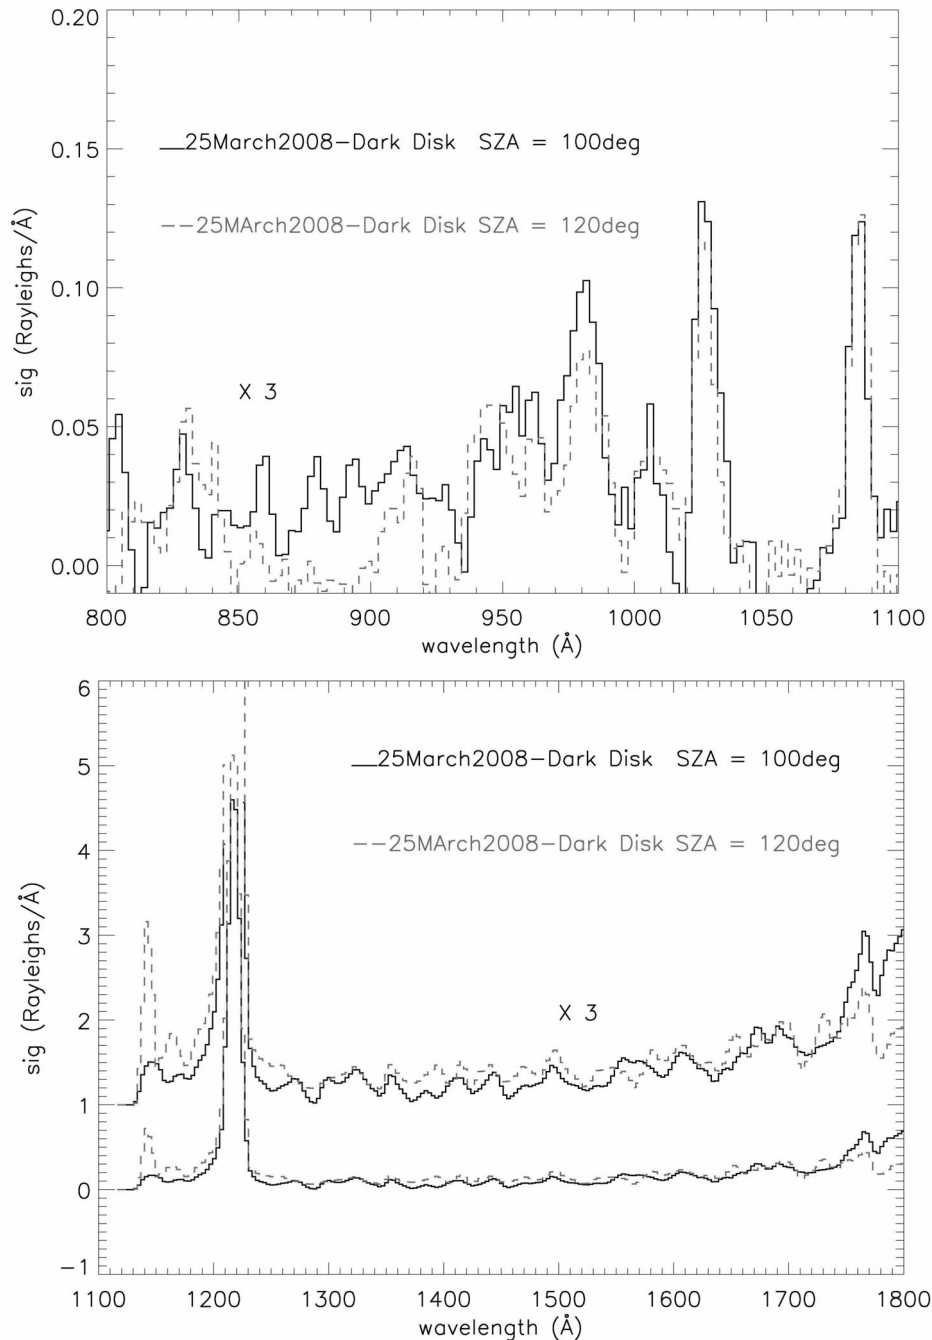 0.20
0.15
0.10
0.05
0.00
sig (Rayleighs/Å)
25March2008-Dark Disk SZA = 100deg
25MArch2008-Dark Disk SZA = 120deg
X 3
800 850 900 950 1000 1050 1100
wavelength (Å)
6
5
4
3
2
1
0
-1
sig (Rayleighs/Å)
25March2008-Dark Disk SZA = 100deg
25MArch2008-Dark Disk SZA = 120deg
X 3
1100 1200 1300 1400 1500 1600 1700 1800
wavelength (Å)